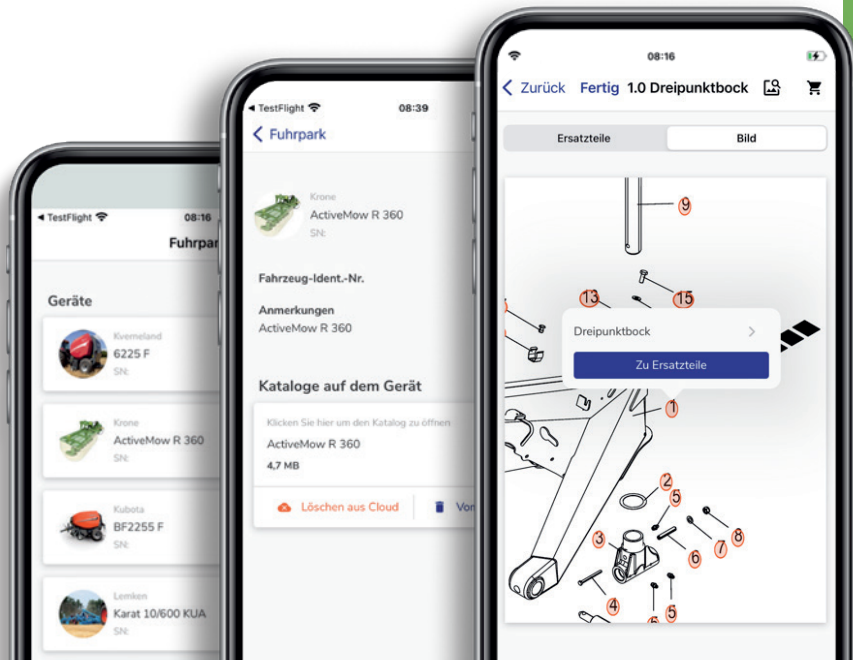 TestFlight
08:16
Fuhrpar
Geräte
Kverneland
6225 F
SN:
Krone
ActiveMow R 360
SN:
Kubota
BF2255 F
SN:
Lemken
Karat 10/600 KUA
SN:
TestFlight
08:39
Fuhrpark
Krone
ActiveMow R 360
SN:
Fahrzeug-Ident.-Nr.
Anmerkungen
ActiveMow R 360
Kataloge auf dem Gerät
Klicken Sie hier um den Katalog zu öffnen
ActiveMow R 360
4,7 MB
Löschen aus Cloud
Vor
08:16
Zurück Fertig 1.0 Dreipunktbock
Ersatzteile Bild
9
13 15
Dreipunktbock
Zu Ersatzteile
1
2
5
8
7
3
6
4
5